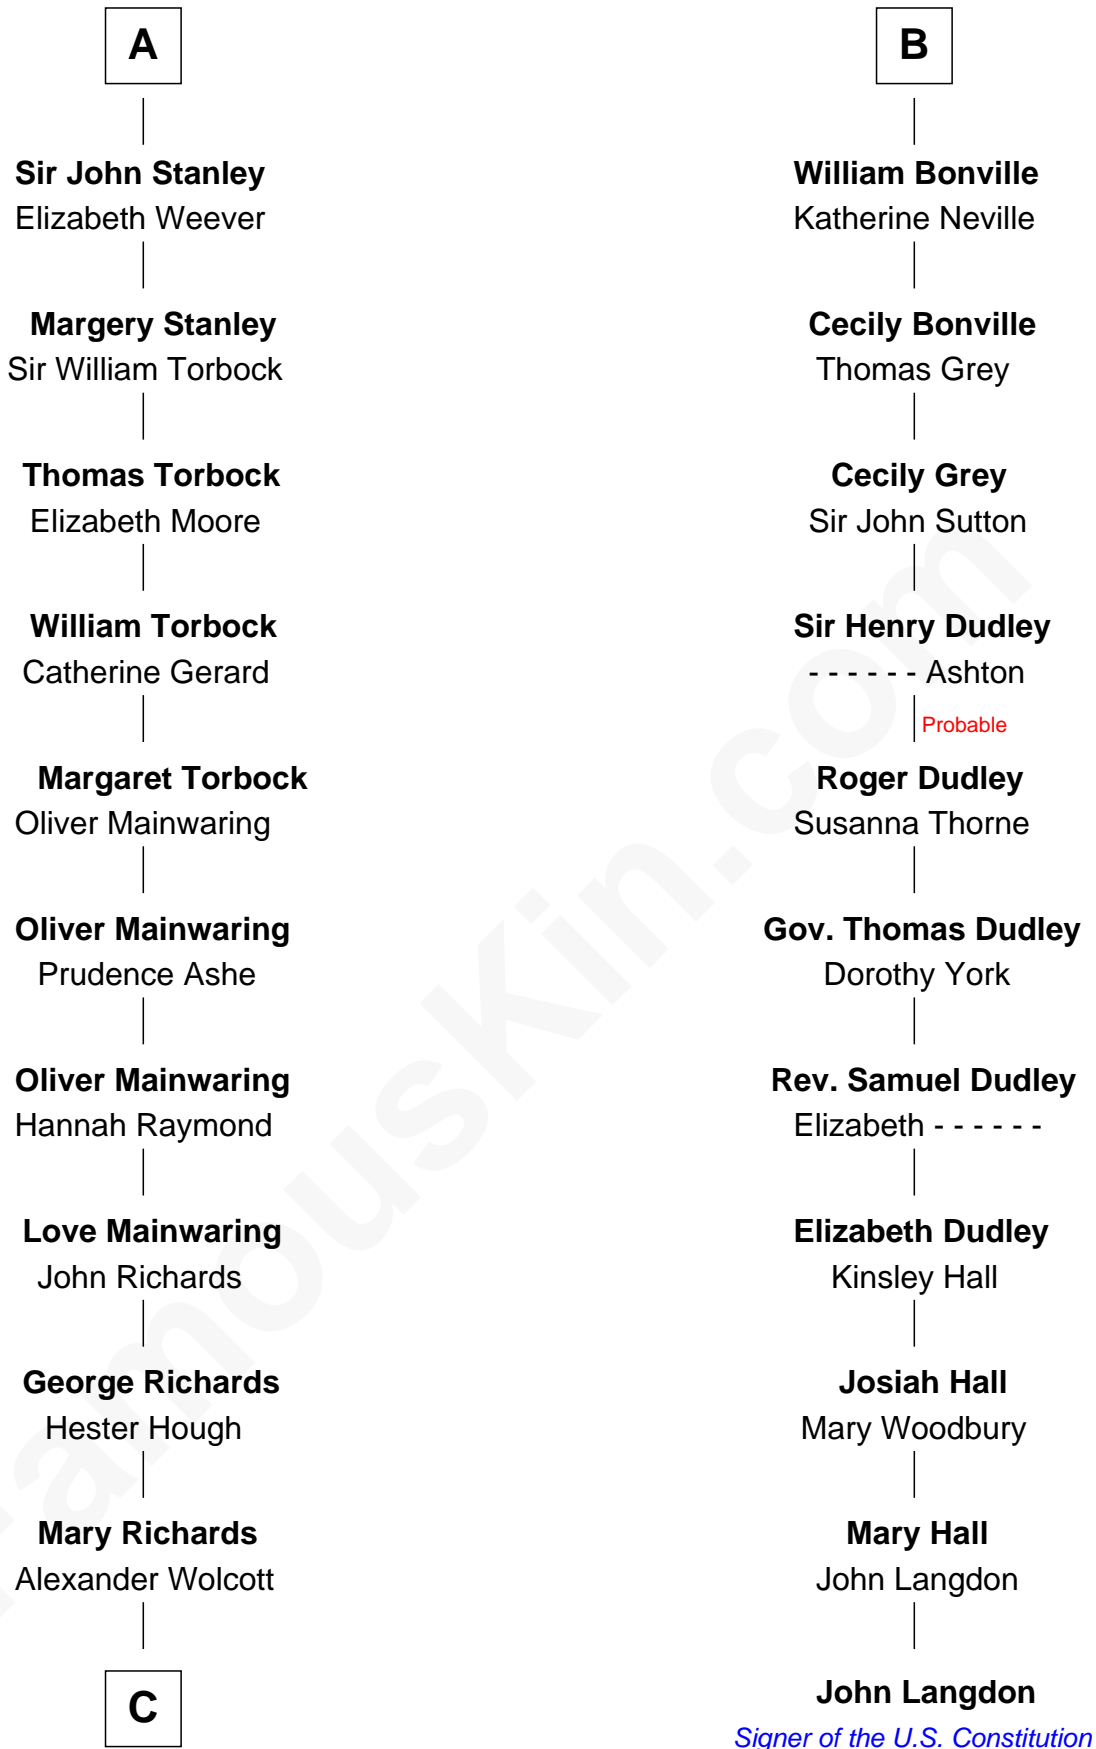 A
Sir John Stanley
Elizabeth Weever
Margery Stanley
Sir William Torbock
Thomas Torbock
Elizabeth Moore
William Torbock
Catherine Gerard
Margaret Torbock
Oliver Mainwaring
Oliver Mainwaring
Prudence Ashe
Oliver Mainwaring
Hannah Raymond
Love Mainwaring
John Richards
George Richards
Hester Hough
Mary Richards
Alexander Wolcott
C
B
William Bonville
Katherine Neville
Cecily Bonville
Thomas Grey
Cecily Grey
Sir John Sutton
Sir Henry Dudley
- - - - - - Ashton
Probable
Roger Dudley
Susanna Thorne
Gov. Thomas Dudley
Dorothy York
Rev. Samuel Dudley
Elizabeth - - - - - -
Elizabeth Dudley
Kinsley Hall
Josiah Hall
Mary Woodbury
Mary Hall
John Langdon
John Langdon
Signer of the U.S. Constitution
FamousKin.com